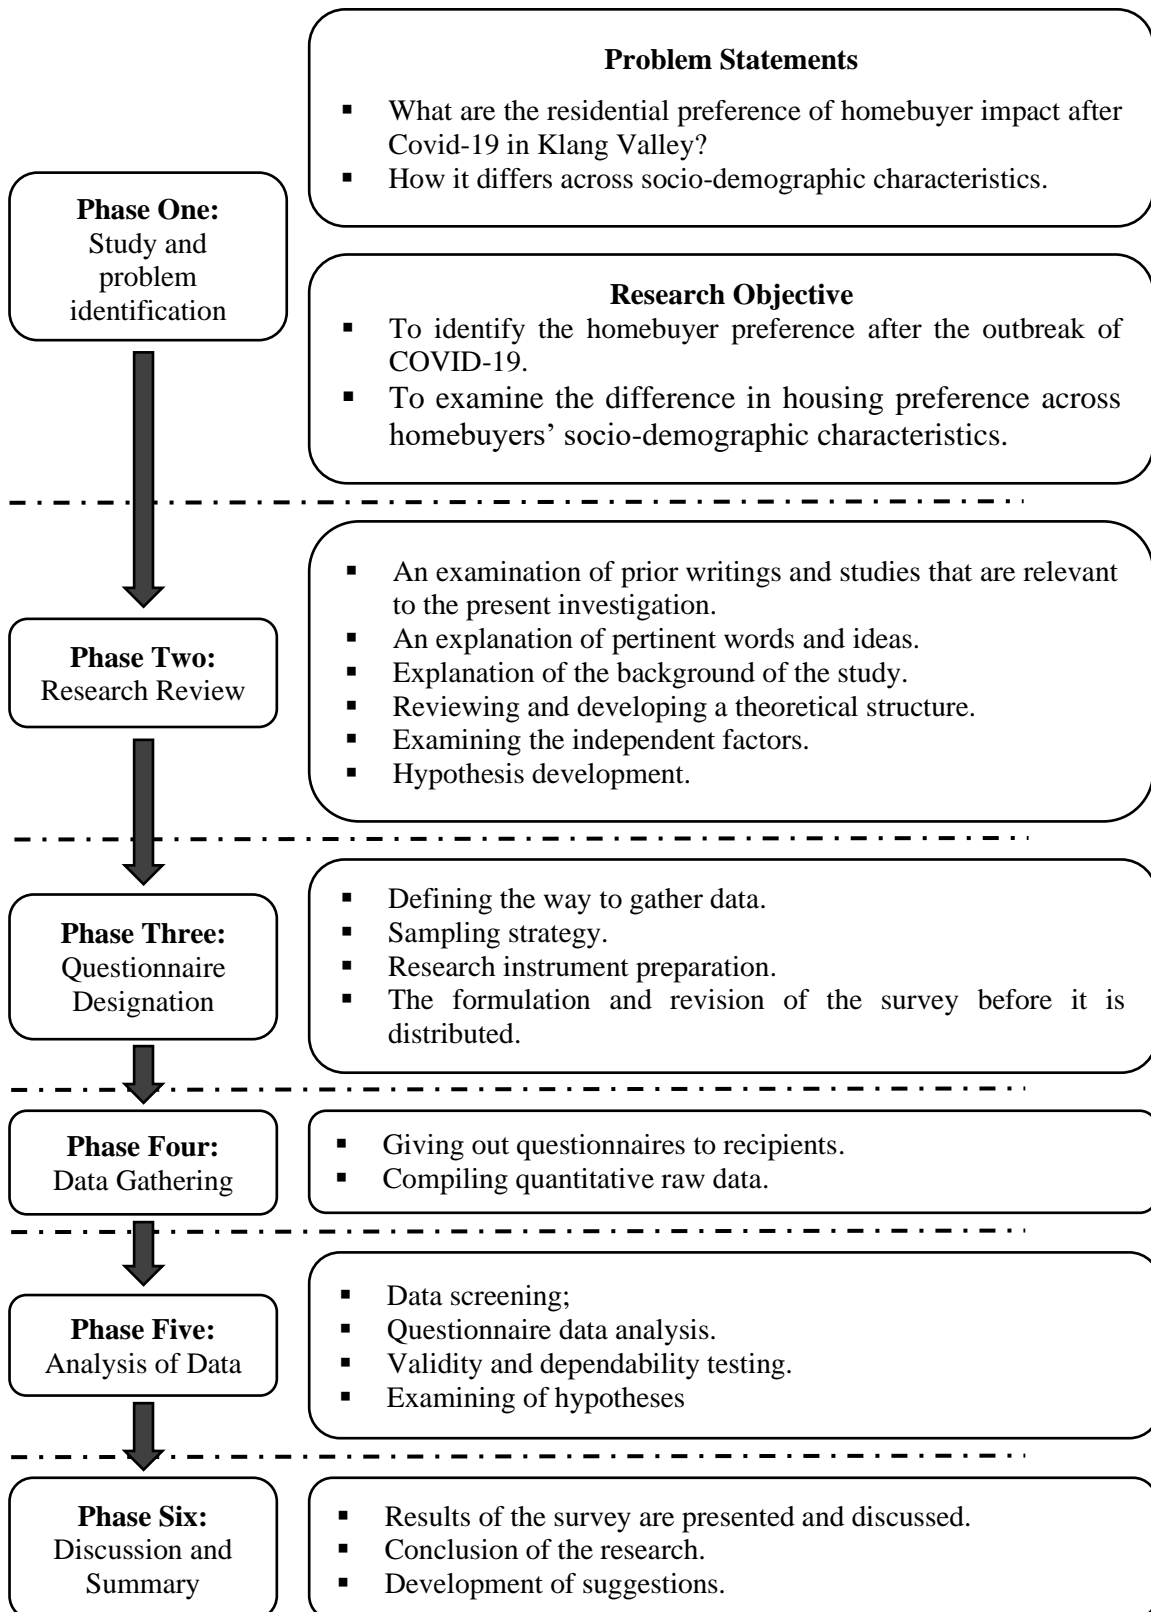 Problem Statements
▪ What are the residential preference of homebuyer impact after
Covid-19 in Klang Valley?
▪ How it differs across socio-demographic characteristics.
Phase One:
Study and
problem
identification
Research Objective
▪ To identify the homebuyer preference after the outbreak of
COVID-19.
▪ To examine the difference in housing preference across
homebuyers’ socio-demographic characteristics.
Phase Two:
Research Review
▪ An examination of prior writings and studies that are relevant
to the present investigation.
▪ An explanation of pertinent words and ideas.
▪ Explanation of the background of the study.
▪ Reviewing and developing a theoretical structure.
▪ Examining the independent factors.
▪ Hypothesis development.
Phase Three:
Questionnaire
Designation
▪ Defining the way to gather data.
▪ Sampling strategy.
▪ Research instrument preparation.
▪ The formulation and revision of the survey before it is
distributed.
Phase Four:
Data Gathering
▪ Giving out questionnaires to recipients.
▪ Compiling quantitative raw data.
Phase Five:
Analysis of Data
▪ Data screening;
▪ Questionnaire data analysis.
▪ Validity and dependability testing.
▪ Examining of hypotheses
Phase Six:
Discussion and
Summary
▪ Results of the survey are presented and discussed.
▪ Conclusion of the research.
▪ Development of suggestions.